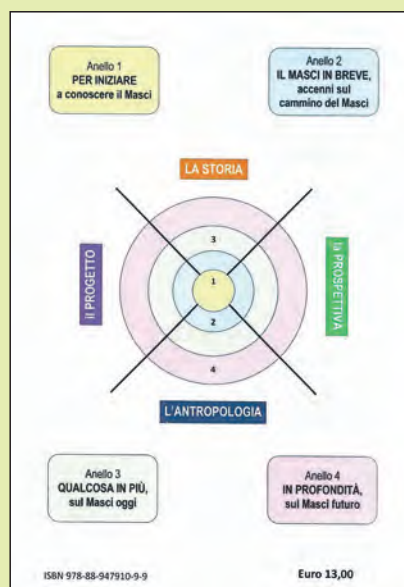 Anello 1
PER INIZIARE
a conoscere il Masci
Anello 2
IL MASCI IN BREVE,
accenni sul
cammino del Masci
LA STORIA
3
il PROGETTO
1
la PROSPETTIVA
2
4
L'ANTROPOLOGIA
Anello 3
QUALCOSA IN PIÙ,
sul Masci oggi
Anello 4
IN PROFONDITÀ,
sul Masci futuro
ISBN 978-88-947910-9-9
Euro 13,00